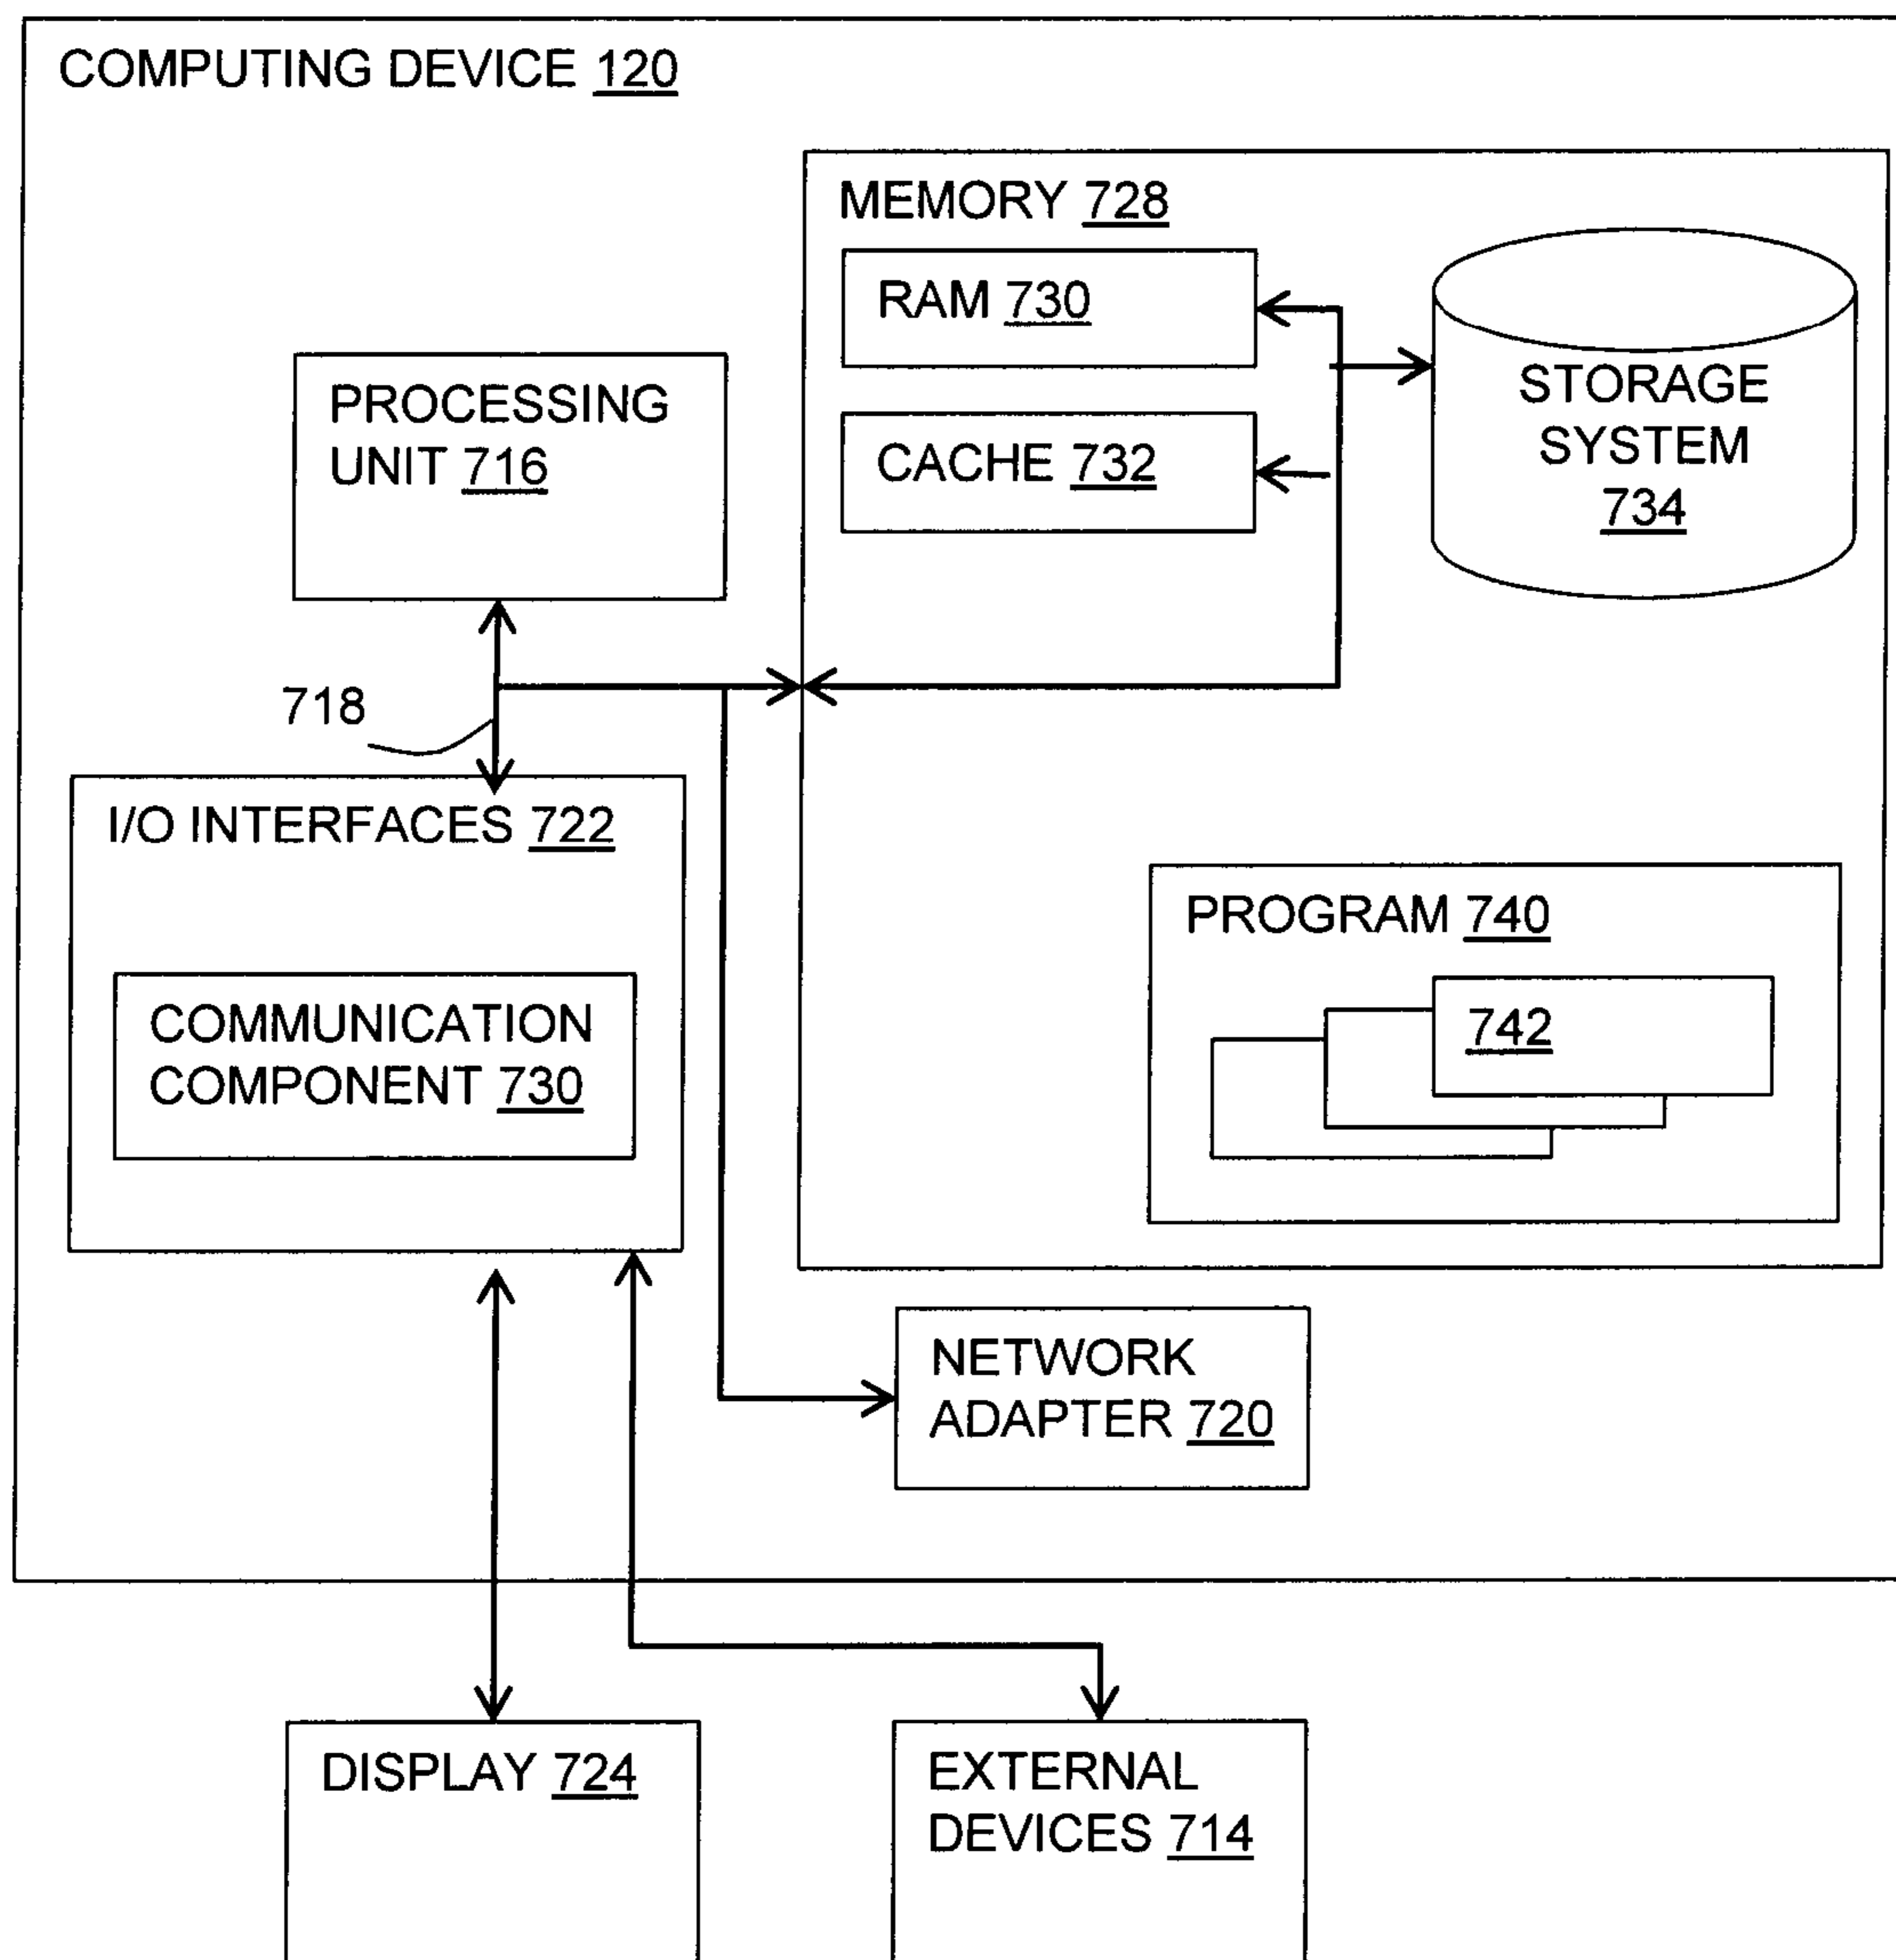 COMPUTING DEVICE 120
MEMORY 728
RAM 730
CACHE 732
STORAGE
SYSTEM
734
PROCESSING
UNIT 716
718
I/O INTERFACES 722
COMMUNICATION
COMPONENT 730
PROGRAM 740
742
NETWORK
ADAPTER 720
DISPLAY 724
EXTERNAL
DEVICES 714